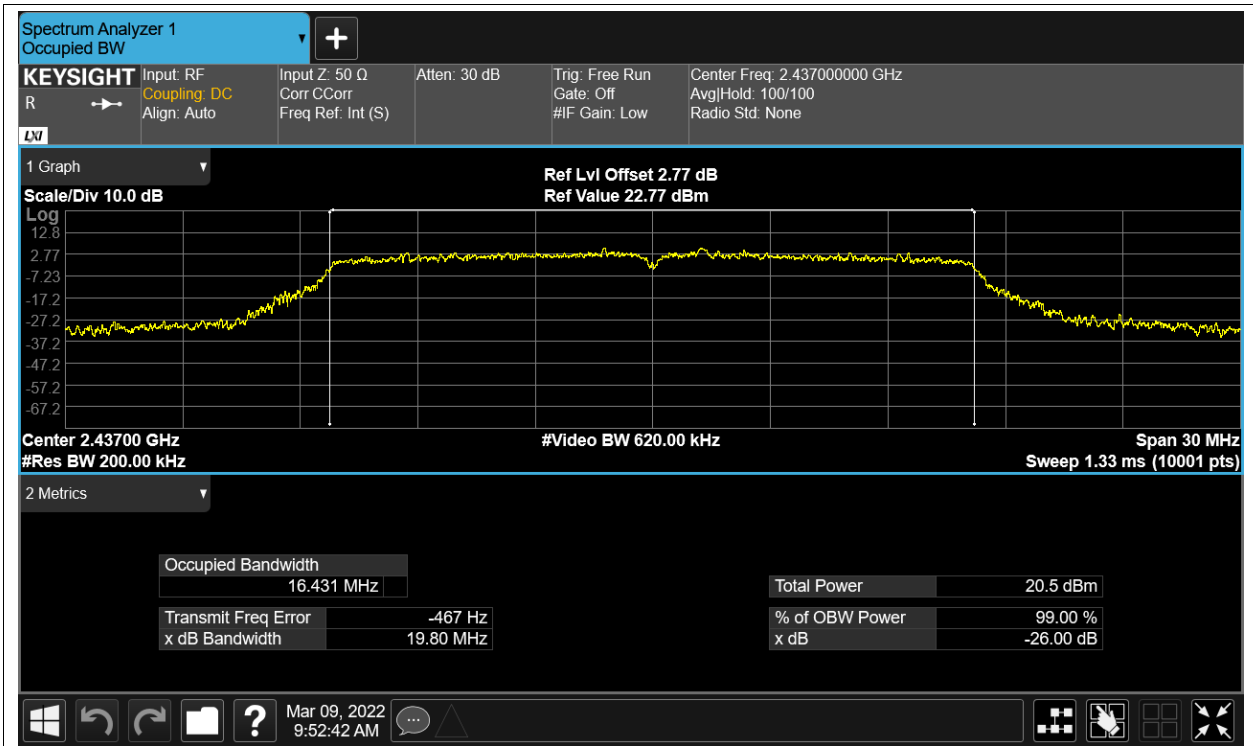 Spectrum Analyzer 1
Occupied BW
KEYSIGHT
R
LXI
Input: RF
Coupling: DC
Align: Auto
Input Z: 50 Ω
Corr CCorr
Freq Ref: Int (S)
Atten: 30 dB
Trig: Free Run
Gate: Off
#IF Gain: Low
Center Freq: 2.437000000 GHz
Avg|Hold: 100/100
Radio Std: None
1 Graph
Scale/Div 10.0 dB
Ref Lvl Offset 2.77 dB
Ref Value 22.77 dBm
Log
12.8
2.77
-7.23
-17.2
-27.2
-37.2
-47.2
-57.2
-67.2
Center 2.43700 GHz
#Res BW 200.00 kHz
#Video BW 620.00 kHz
Span 30 MHz
Sweep 1.33 ms (10001 pts)
2 Metrics
Occupied Bandwidth
16.431 MHz
Transmit Freq Error -467 Hz
x dB Bandwidth 19.80 MHz
Total Power 20.5 dBm
% of OBW Power 99.00 %
x dB -26.00 dB
?
Mar 09, 2022
9:52:42 AM